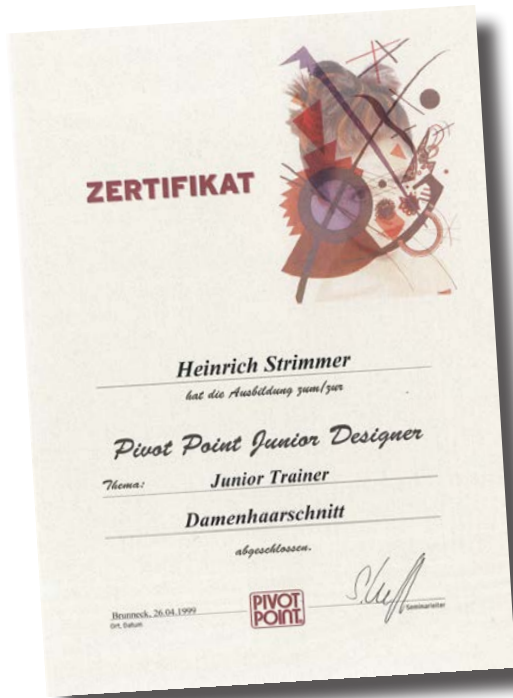 ZERTIFIKAT
Heinrich Strimmer
hat die Ausbildung zum/zur
Pivot Point Junior Designer
Thema: Junior Trainer
Damenhaarschnitt
abgeschlossen.
Brunneck, 26.04.1999
Ort, Datum
PIVOT
POINT
Seminarleiter